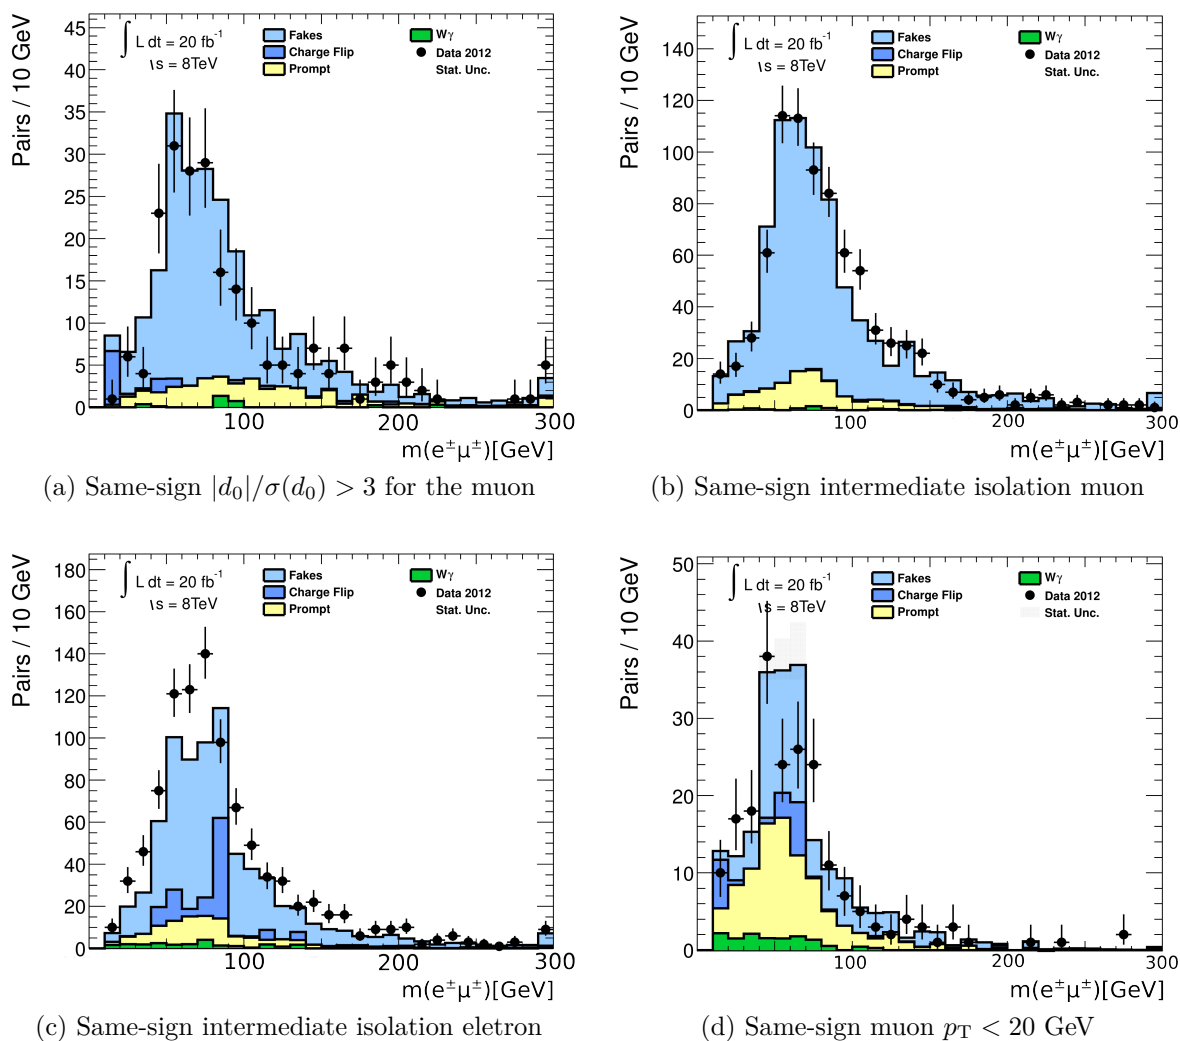 Pairs / 10 GeV
45
40
35
30
25
20
15
10
5
0
∫ L dt = 20 fb⁻¹
√s = 8TeV
Fakes
Charge Flip
Prompt
Wγ
Data 2012
Stat. Unc.
100 200 300
m(e±μ±)[GeV]
(a) Same-sign |d₀|/σ(d₀) > 3 for the muon
Pairs / 10 GeV
140
120
100
80
60
40
20
0
∫ L dt = 20 fb⁻¹
√s = 8TeV
Fakes
Charge Flip
Prompt
Wγ
Data 2012
Stat. Unc.
100 200 300
m(e±μ±)[GeV]
(b) Same-sign intermediate isolation muon
Pairs / 10 GeV
180
160
140
120
100
80
60
40
20
0
∫ L dt = 20 fb⁻¹
√s = 8TeV
Fakes
Charge Flip
Prompt
Wγ
Data 2012
Stat. Unc.
100 200 300
m(e±μ±)[GeV]
(c) Same-sign intermediate isolation eletron
Pairs / 10 GeV
50
40
30
20
10
0
∫ L dt = 20 fb⁻¹
√s = 8TeV
Fakes
Charge Flip
Prompt
Wγ
Data 2012
Stat. Unc.
100 200 300
m(e±μ±)[GeV]
(d) Same-sign muon p_T < 20 GeV